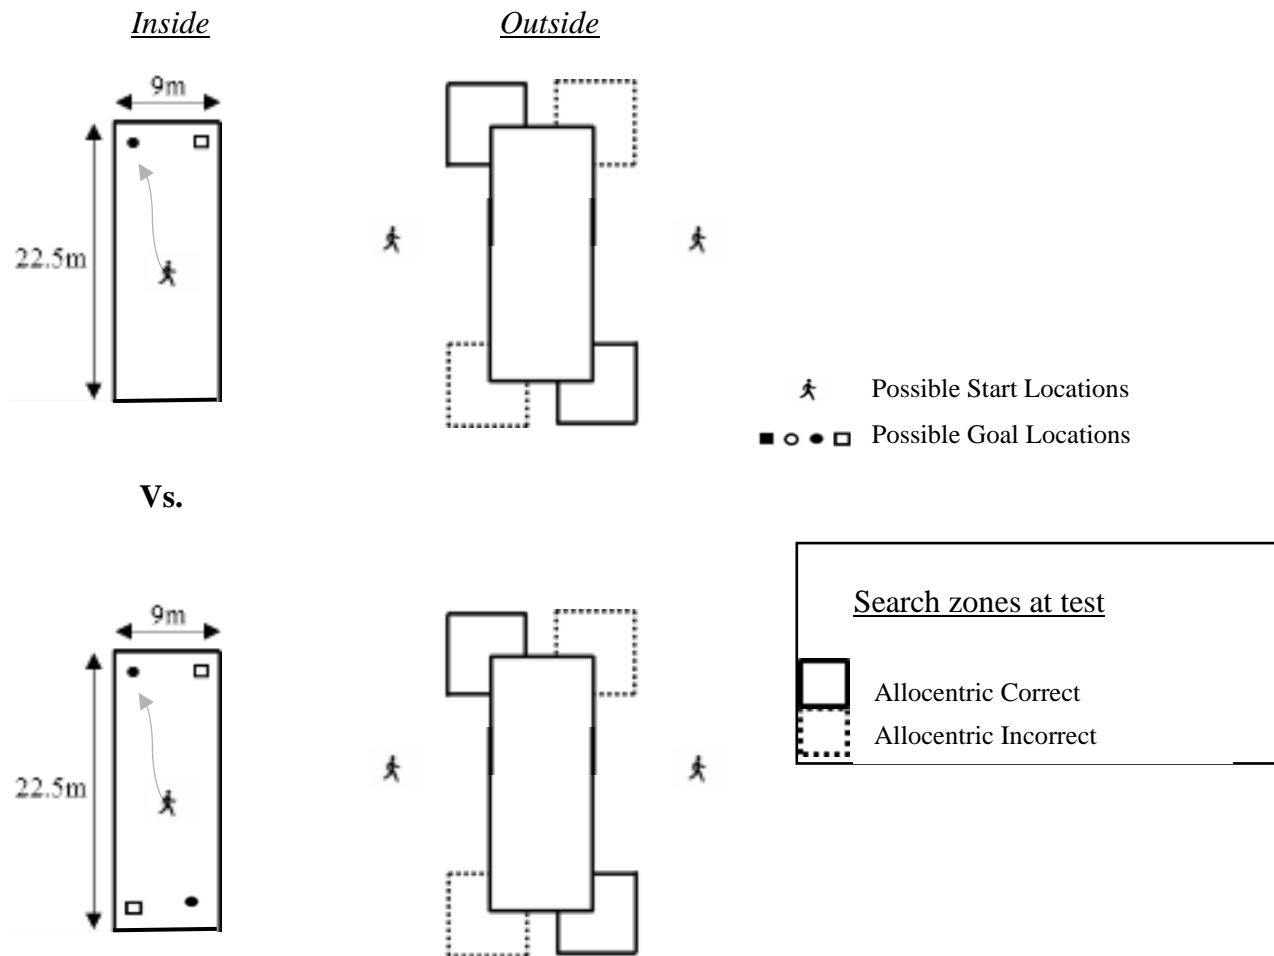 Inside
Outside
9m
22.5m
Possible Start Locations
Possible Goal Locations
Vs.
Search zones at test
Allocentric Correct
Allocentric Incorrect
9m
22.5m